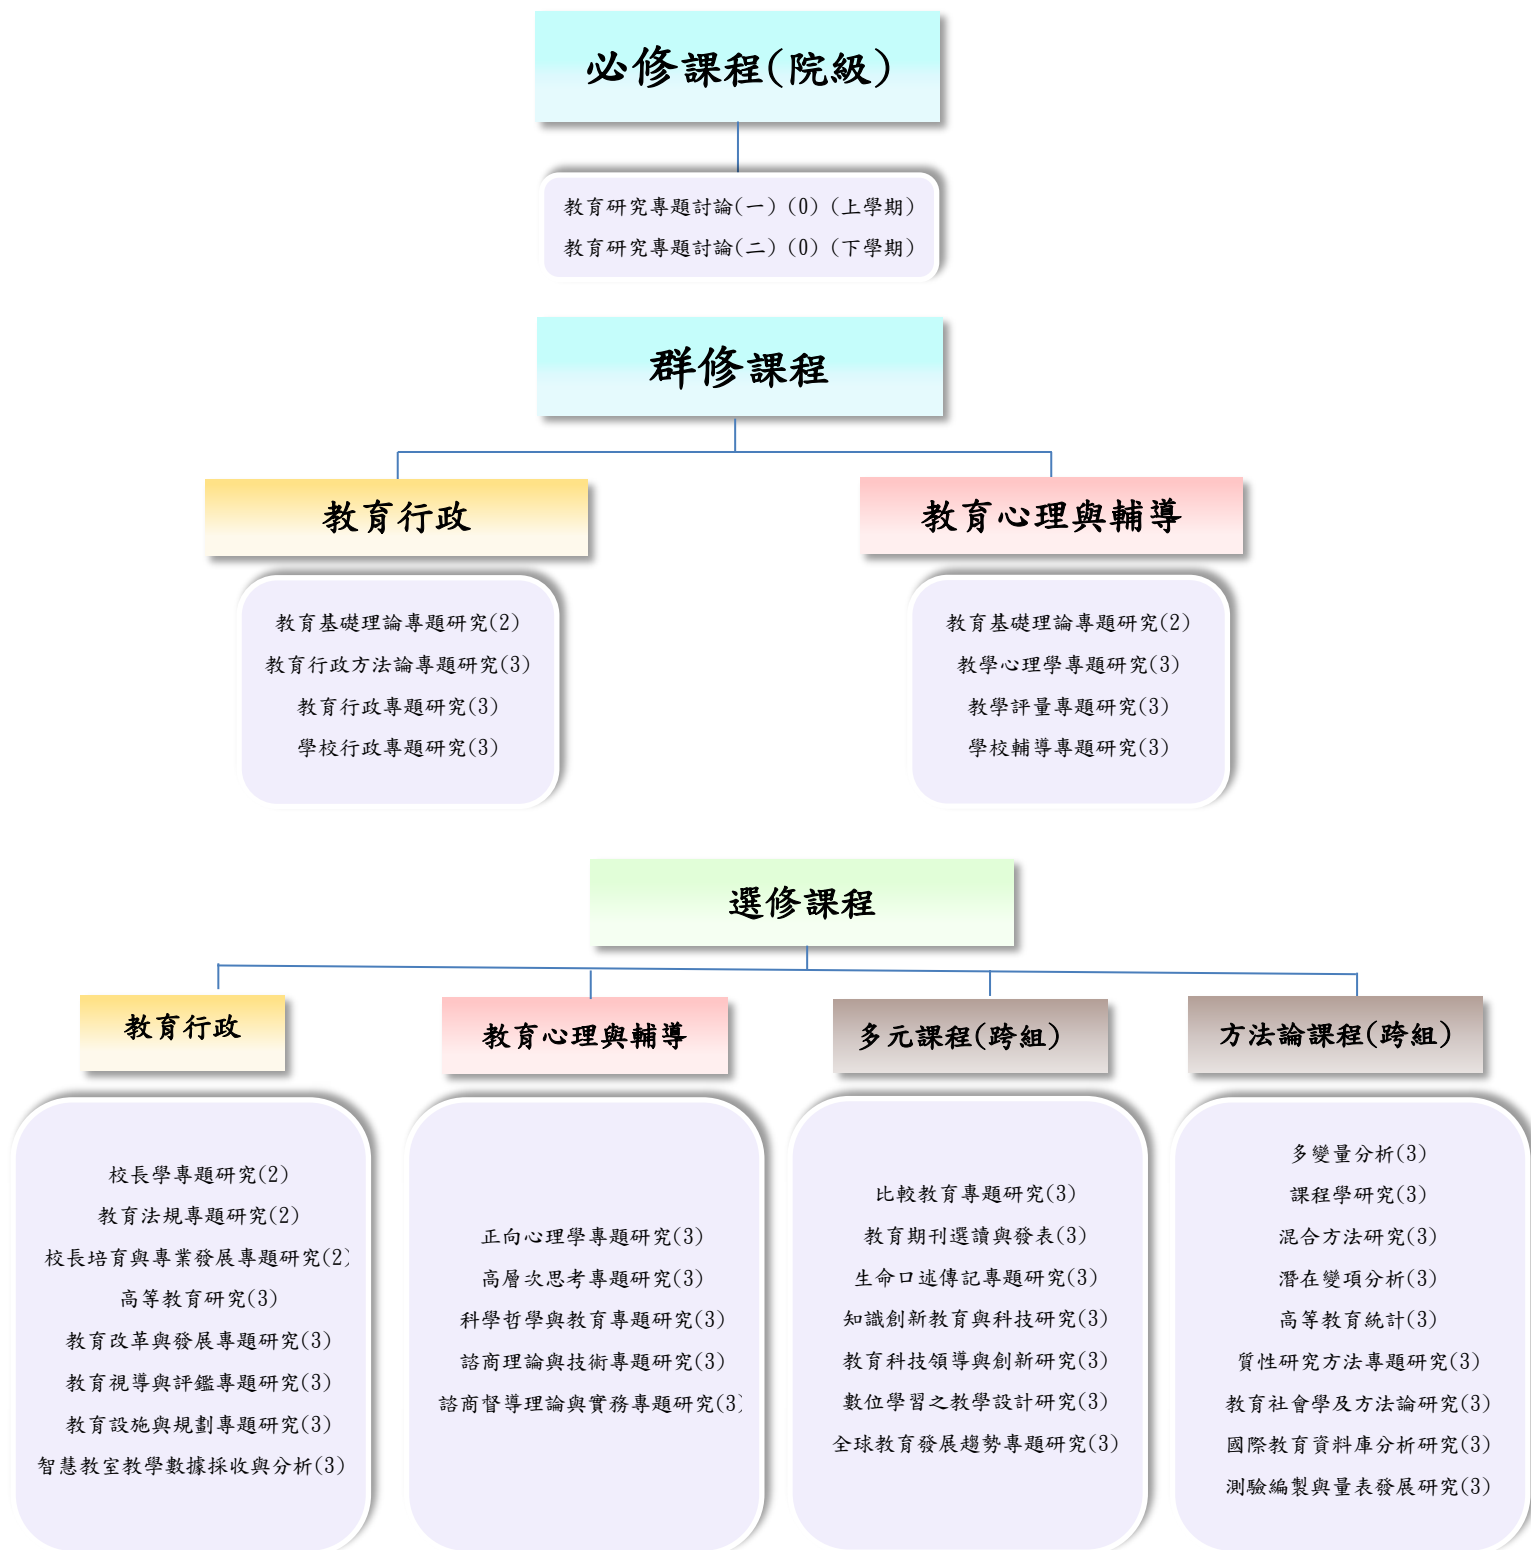 必修課程(院級)
教育研究專題討論(一)(0)(上學期)
教育研究專題討論(二)(0)(下學期)
群修課程
教育行政
教育基礎理論專題研究(2)
教育行政方法論專題研究(3)
教育行政專題研究(3)
學校行政專題研究(3)
教育心理與輔導
教育基礎理論專題研究(2)
教學心理學專題研究(3)
教學評量專題研究(3)
學校輔導專題研究(3)
選修課程
教育行政
校長學專題研究(2)
教育法規專題研究(2)
校長培育與專業發展專題研究(2)
高等教育研究(3)
教育改革與發展專題研究(3)
教育視導與評鑑專題研究(3)
教育設施與規劃專題研究(3)
智慧教室教學數據採收與分析(3)
教育心理與輔導
正向心理學專題研究(3)
高層次思考專題研究(3)
科學哲學與教育專題研究(3)
諮商理論與技術專題研究(3)
諮商督導理論與實務專題研究(3)
多元課程(跨組)
比較教育專題研究(3)
教育期刊選讀與發表(3)
生命口述傳記專題研究(3)
知識創新教育與科技研究(3)
教育科技領導與創新研究(3)
數位學習之教學設計研究(3)
全球教育發展趨勢專題研究(3)
方法論課程(跨組)
多變量分析(3)
課程學研究(3)
混合方法研究(3)
潛在變項分析(3)
高等教育統計(3)
質性研究方法專題研究(3)
教育社會學及方法論研究(3)
國際教育資料庫分析研究(3)
測驗編製與量表發展研究(3)